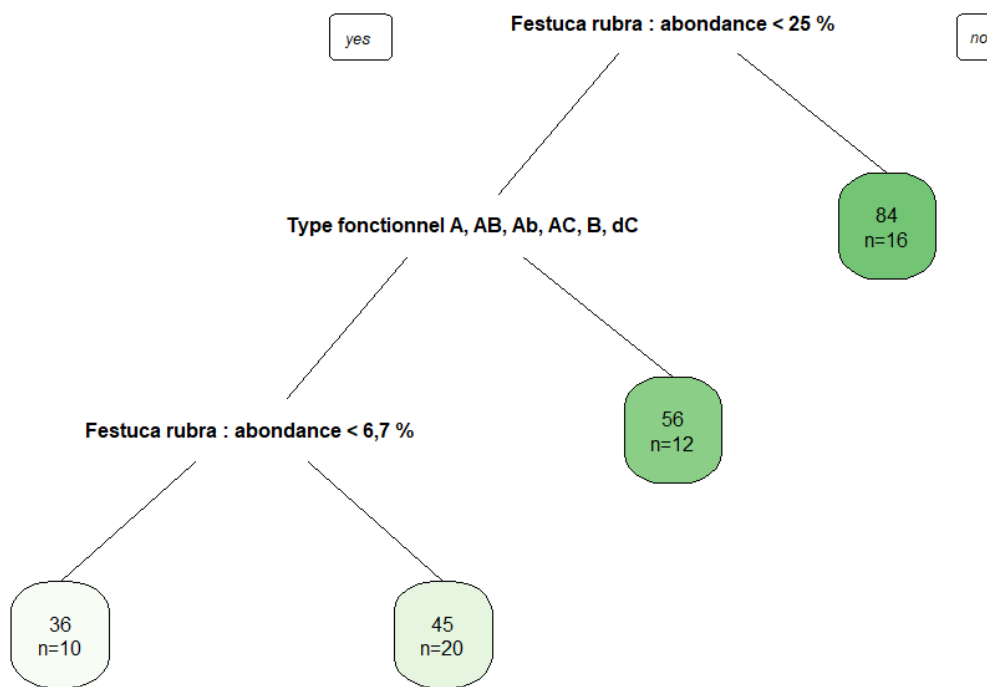 Festuca rubra : abondance < 25 %
yes
no
84
n=16
Type fonctionnel A, AB, Ab, AC, B, dC
56
n=12
Festuca rubra : abondance < 6,7 %
36
n=10
45
n=20